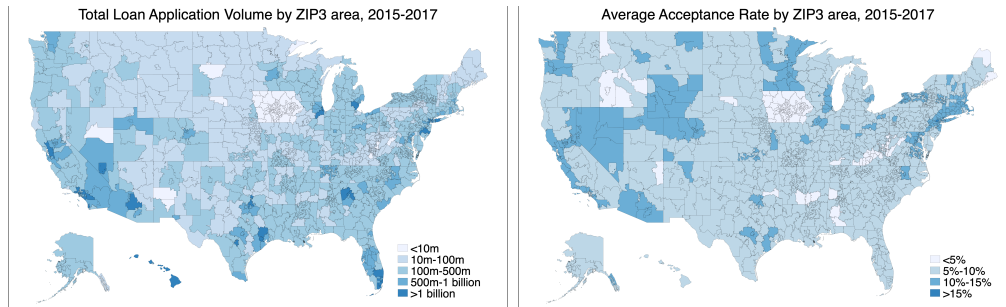 Total Loan Application Volume by ZIP3 area, 2015-2017
<10m
10m-100m
100m-500m
500m-1 billion
>1 billion
Average Acceptance Rate by ZIP3 area, 2015-2017
<5%
5%-10%
10%-15%
>15%